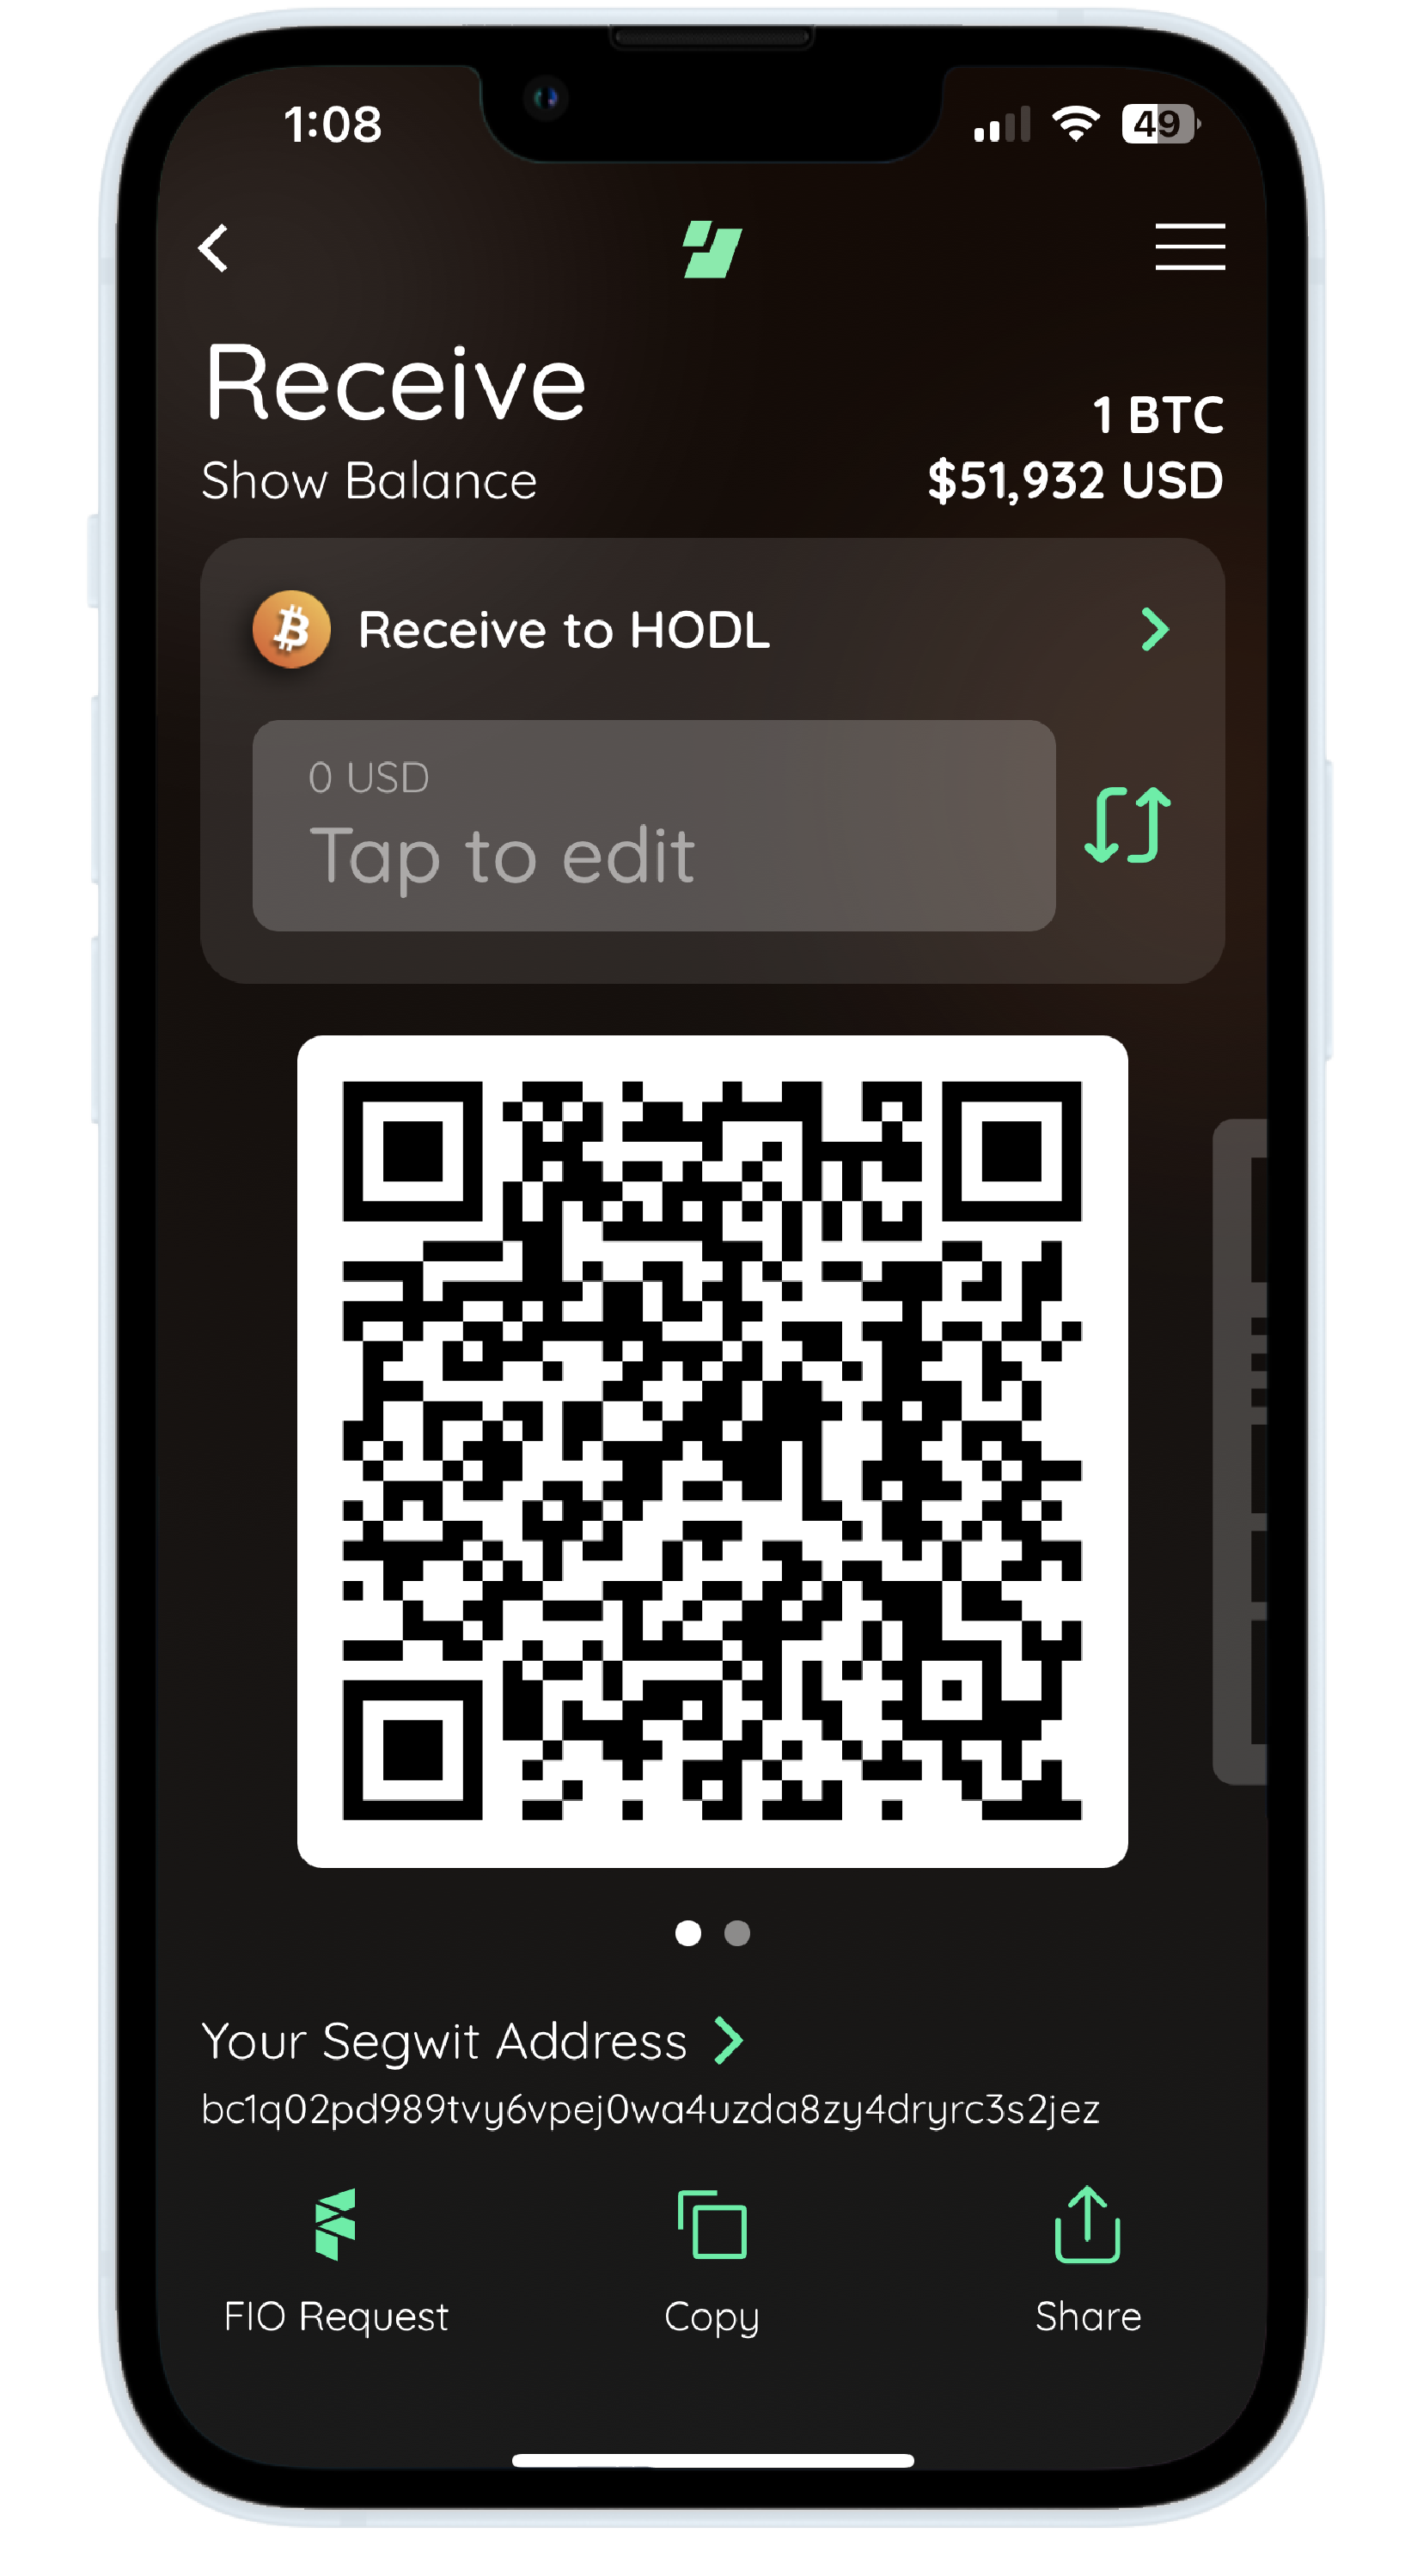 1:08
49
Receive
1 BTC
Show Balance
$51,932 USD
Receive to HODL
0 USD
Tap to edit
Your Segwit Address
bc1q02pd989tvy6vpej0wa4uzda8zy4dryrc3s2jez
FIO Request
Copy
Share